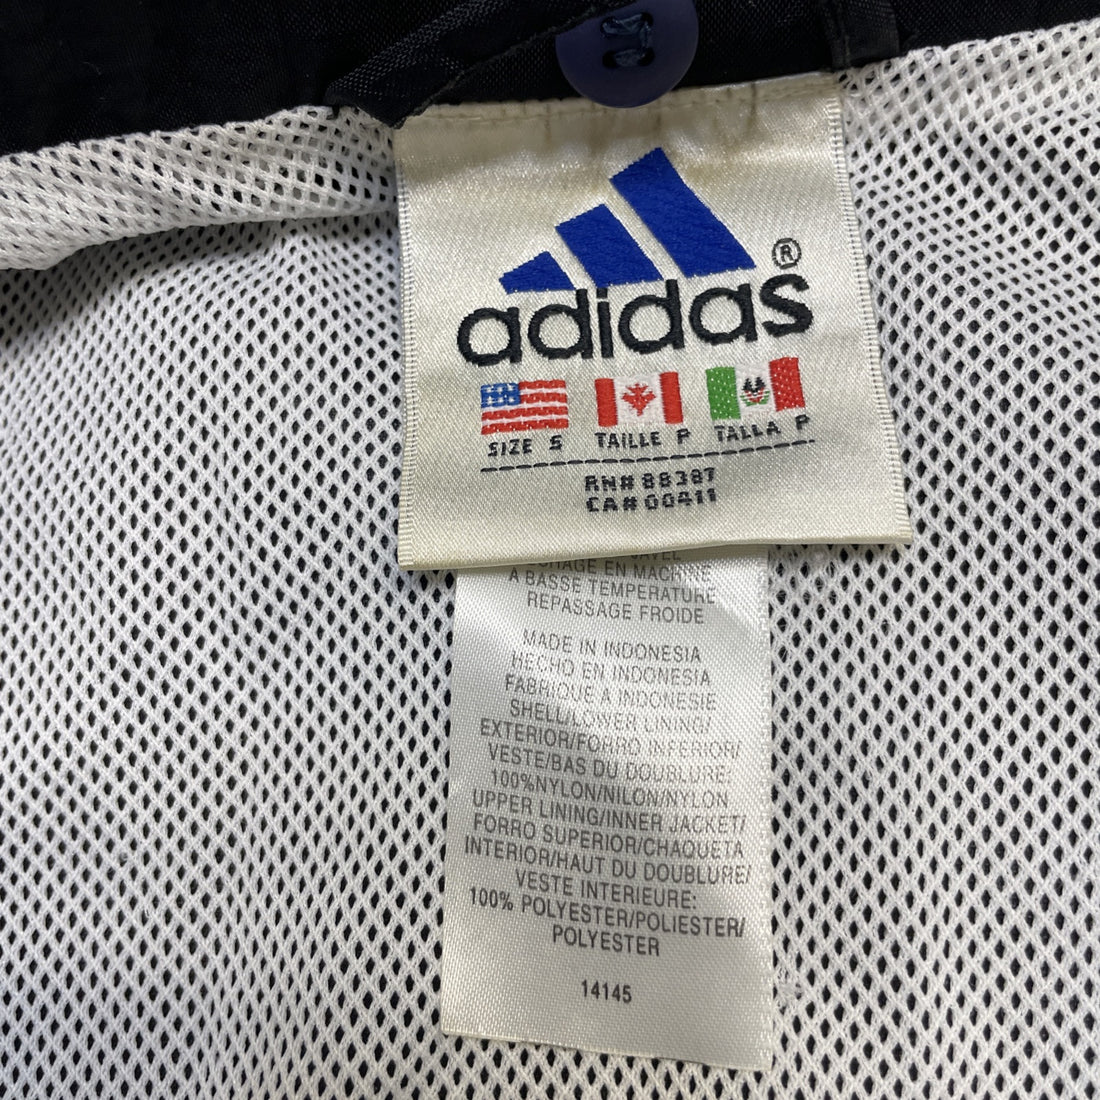 adidas®
SIZE S TAILLE P TALLA P
RN# 88387
CA# 00411
EN MACHINE
A BASSE TEMPERATURE
REPASSAGE FROIDE
MADE IN INDONESIA
HECHO EN INDONESIA
FABRIQUE A INDONESIE
SHELL/LOWER LINING/
EXTERIOR/FORRO INFERIOR/
VESTE/BAS DU DOUBLURE:
100%NYLON/NILON/NYLON
UPPER LINING/INNER JACKET/
FORRO SUPERIOR/CHAQUETA
INTERIOR/HAUT DU DOUBLURE/
VESTE INTERIEURE:
100% POLYESTER/POLIESTER/
POLYESTER
14145